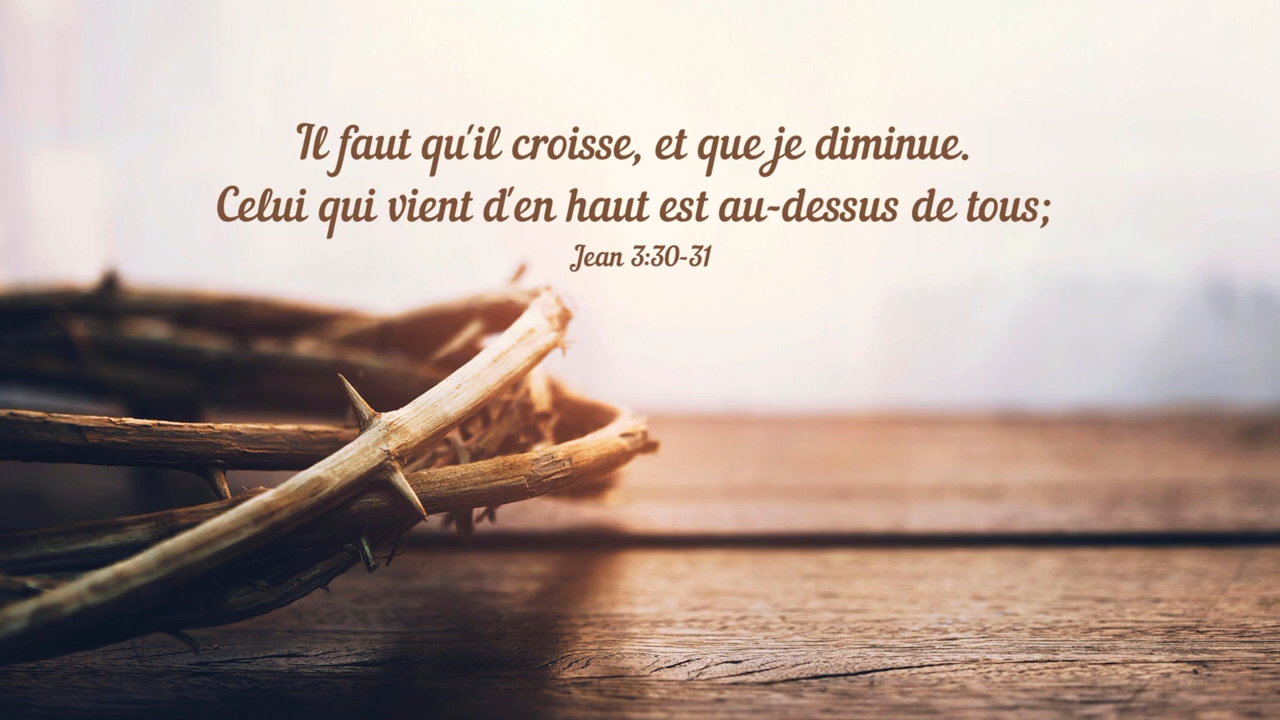 Il faut qu'il croisse, et que je diminue.
Celui qui vient d'en haut est au-dessus de tous;
Jean 3:30-31